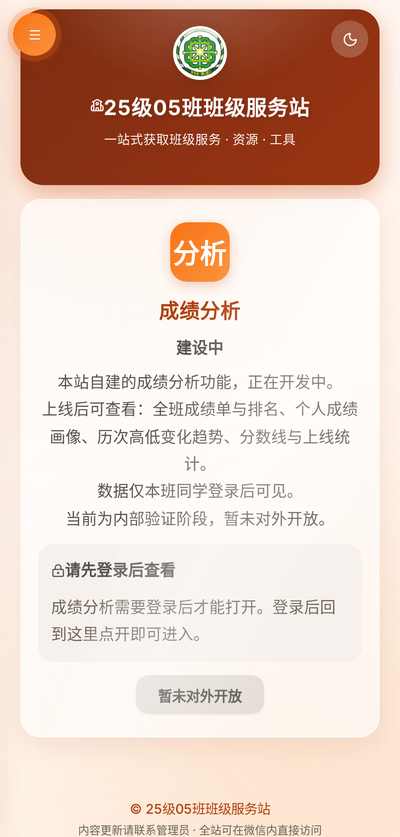 25级05班班级服务站
一站式获取班级服务 · 资源 · 工具
分析
成绩分析
建设中
本站自建的成绩分析功能，正在开发中。
上线后可查看：全班成绩单与排名、个人成绩
画像、历次高低变化趋势、分数线与上线统
计。
数据仅本班同学登录后可见。
当前为内部验证阶段，暂未对外开放。
请先登录后查看
成绩分析需要登录后才能打开。登录后回
到这里点开即可进入。
暂未对外开放
© 25级05班班级服务站
内容更新请联系管理员 · 全站可在微信内直接访问